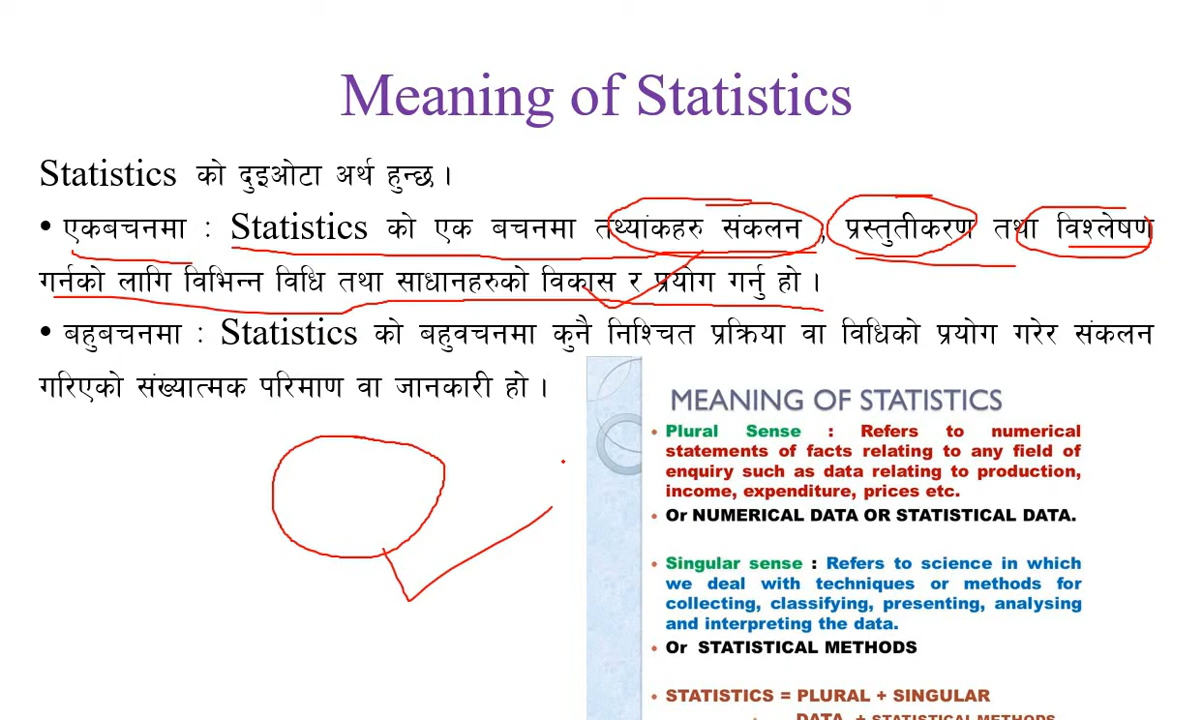 Meaning of Statistics
Statistics को दुइओटा अर्थ हुन्छ ।
• एकबचनमा : Statistics को एक बचनमा तथ्यांकहरु संकलन , प्रस्तुतीकरण तथा विश्लेषण
गर्नको लागि विभिन्न विधि तथा साधानहरुको विकास र प्रयोग गर्नु हो ।
• बहुबचनमा : Statistics को बहुवचनमा कुनै निश्चित प्रक्रिया वा विधिको प्रयोग गरेर संकलन
गरिएको संख्यात्मक परिमाण वा जानकारी हो ।
MEANING OF STATISTICS
• Plural Sense : Refers to numerical
statements of facts relating to any field of
enquiry such as data relating to production,
income, expenditure, prices etc.
• Or NUMERICAL DATA OR STATISTICAL DATA.
• Singular sense : Refers to science in which
we deal with techniques or methods for
collecting, classifying, presenting, analysing
and interpreting the data.
• Or STATISTICAL METHODS
• STATISTICS = PLURAL + SINGULAR
DATA + STATISTICAL METHODS